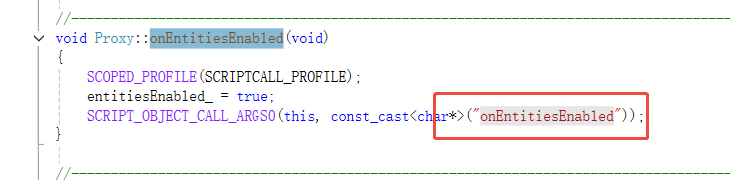 //--------------------------------------------------------------------------------
void Proxy::onEntitiesEnabled(void)
{
SCOPED_PROFILE(SCRIPTCALL_PROFILE);
entitiesEnabled_ = true;
SCRIPT_OBJECT_CALL_ARGS0(this, const_cast<char*>("onEntitiesEnabled"));
}
//--------------------------------------------------------------------------------